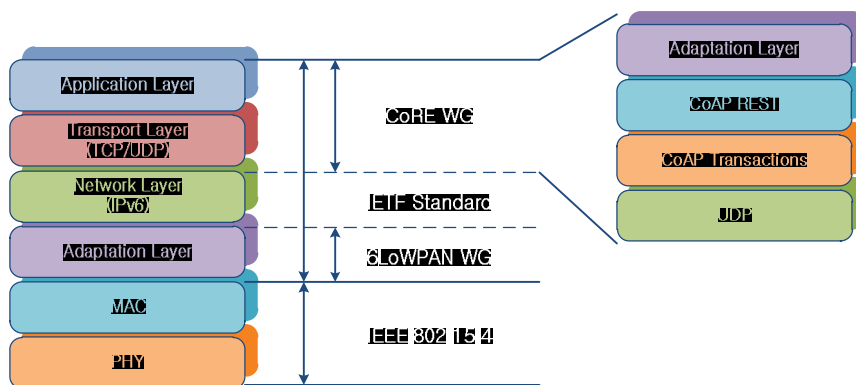 Application Layer
Transport Layer
(TCP/UDP)
Network Layer
(IPv6)
Adaptation Layer
MAC
PHY
CoRE WG
IETF Standard
6LoWPAN WG
IEEE 802 15 4
Adaptation Layer
CoAP REST
CoAP Transactions
UDP